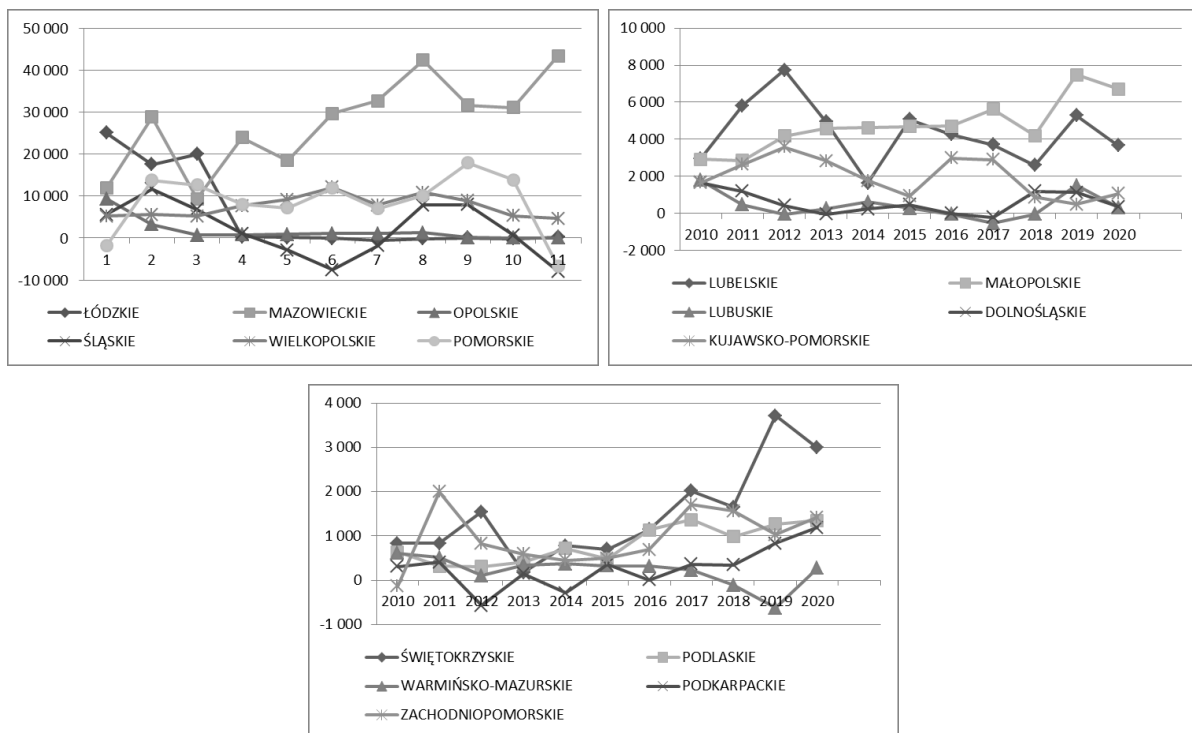 50 000
40 000
30 000
20 000
10 000
0
-10 000
1 2 3 4 5 6 7 8 9 10 11
ŁÓDZKIE MAZOWIECKIE OPOLSKIE
ŚLĄSKIE WIELKOPOLSKIE POMORSKIE
10 000
8 000
6 000
4 000
2 000
0
-2 000
2010 2011 2012 2013 2014 2015 2016 2017 2018 2019 2020
LUBELSKIE MAŁOPOLSKIE
LUBUSKIE DOLNOŚLĄSKIE
KUJAWSKO-POMORSKIE
4 000
3 000
2 000
1 000
0
-1 000
2010 2011 2012 2013 2014 2015 2016 2017 2018 2019 2020
ŚWIĘTOKRZYSKIE PODLASKIE
WARMIŃSKO-MAZURSKIE PODKARPACKIE
ZACHODNIOPOMORSKIE